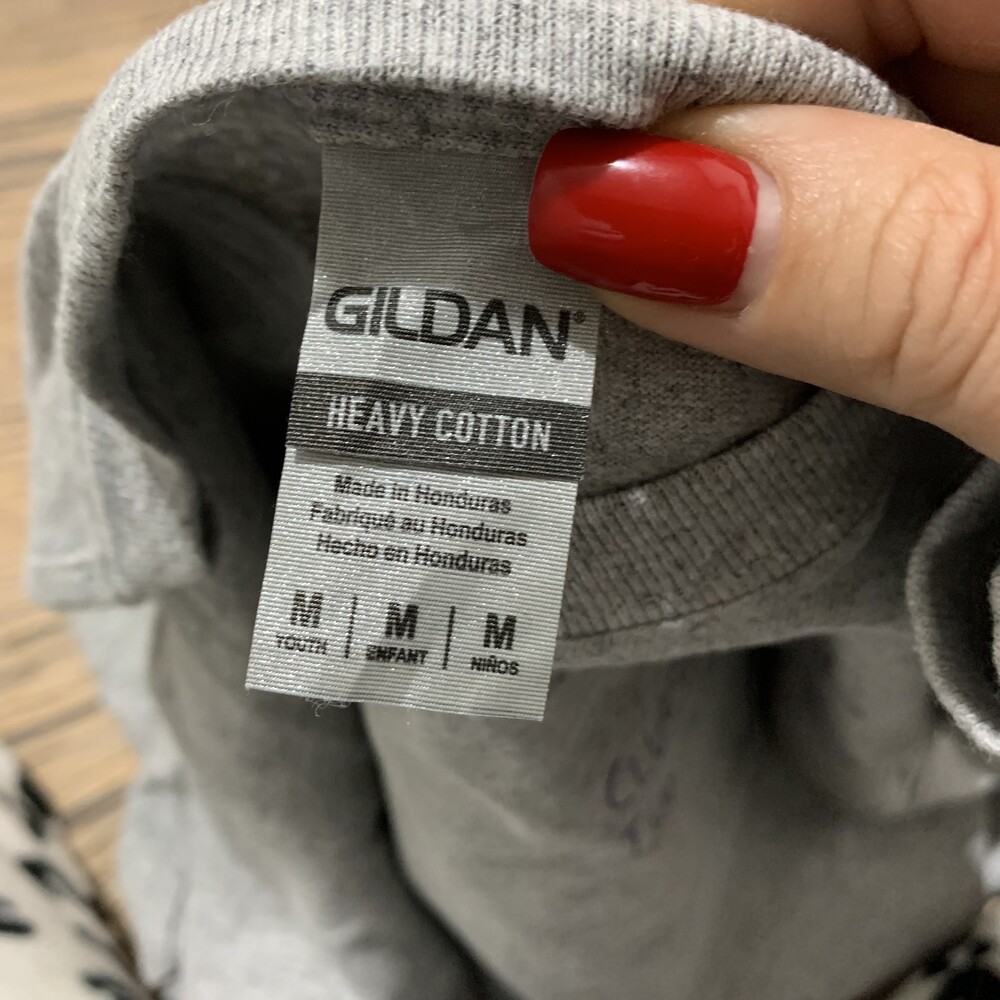 GILDAN®
HEAVY COTTON
Made in Honduras
Fabriqué au Honduras
Hecho en Honduras
M | M | M
YOUTH ENFANT NIÑOS